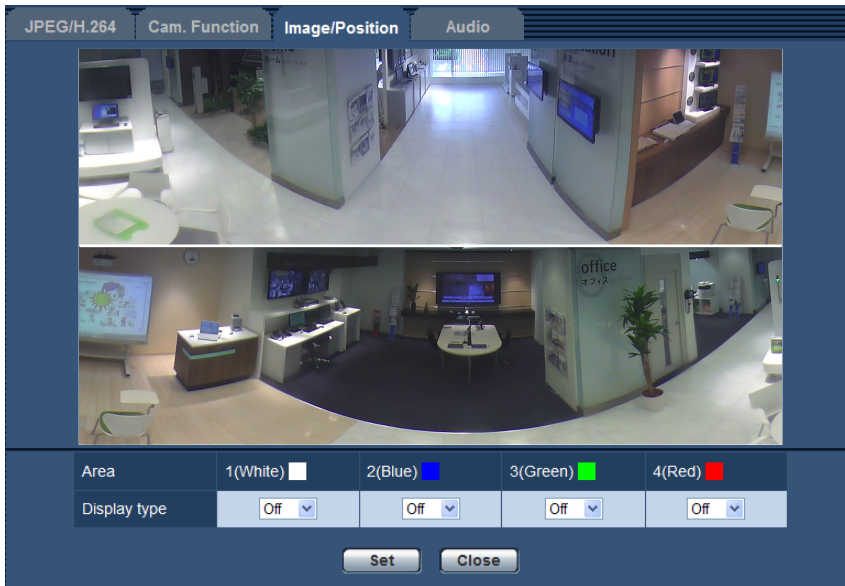 JPEG/H.264 Cam. Function Image/Position Audio
office
オフィス
Area 1(White) 2(Blue) 3(Green) 4(Red)
Display type Off Off Off Off
Set Close